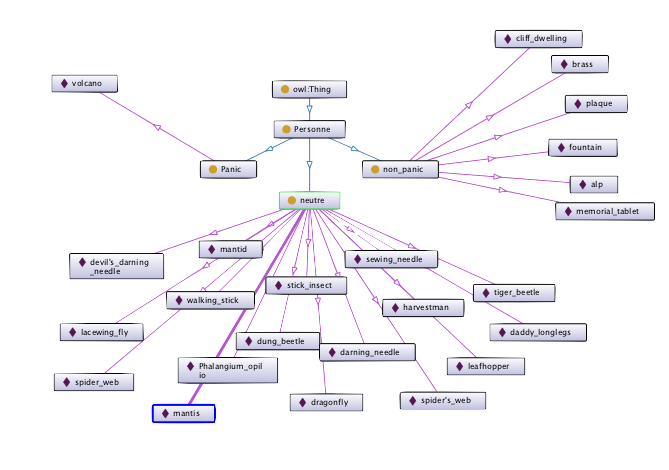 cliff_dwelling
brass
volcano
owl:Thing
plaque
Personne
fountain
Panic
non_panic
alp
neutre
memorial_tablet
mantid
sewing_needle
devil's_darning
_needle
stick_insect
tiger_beetle
walking_stick
harvestman
lacewing_fly
daddy_longlegs
dung_beetle
darning_needle
Phalangium_opil
io
leafhopper
spider_web
spider's_web
dragonfly
mantis